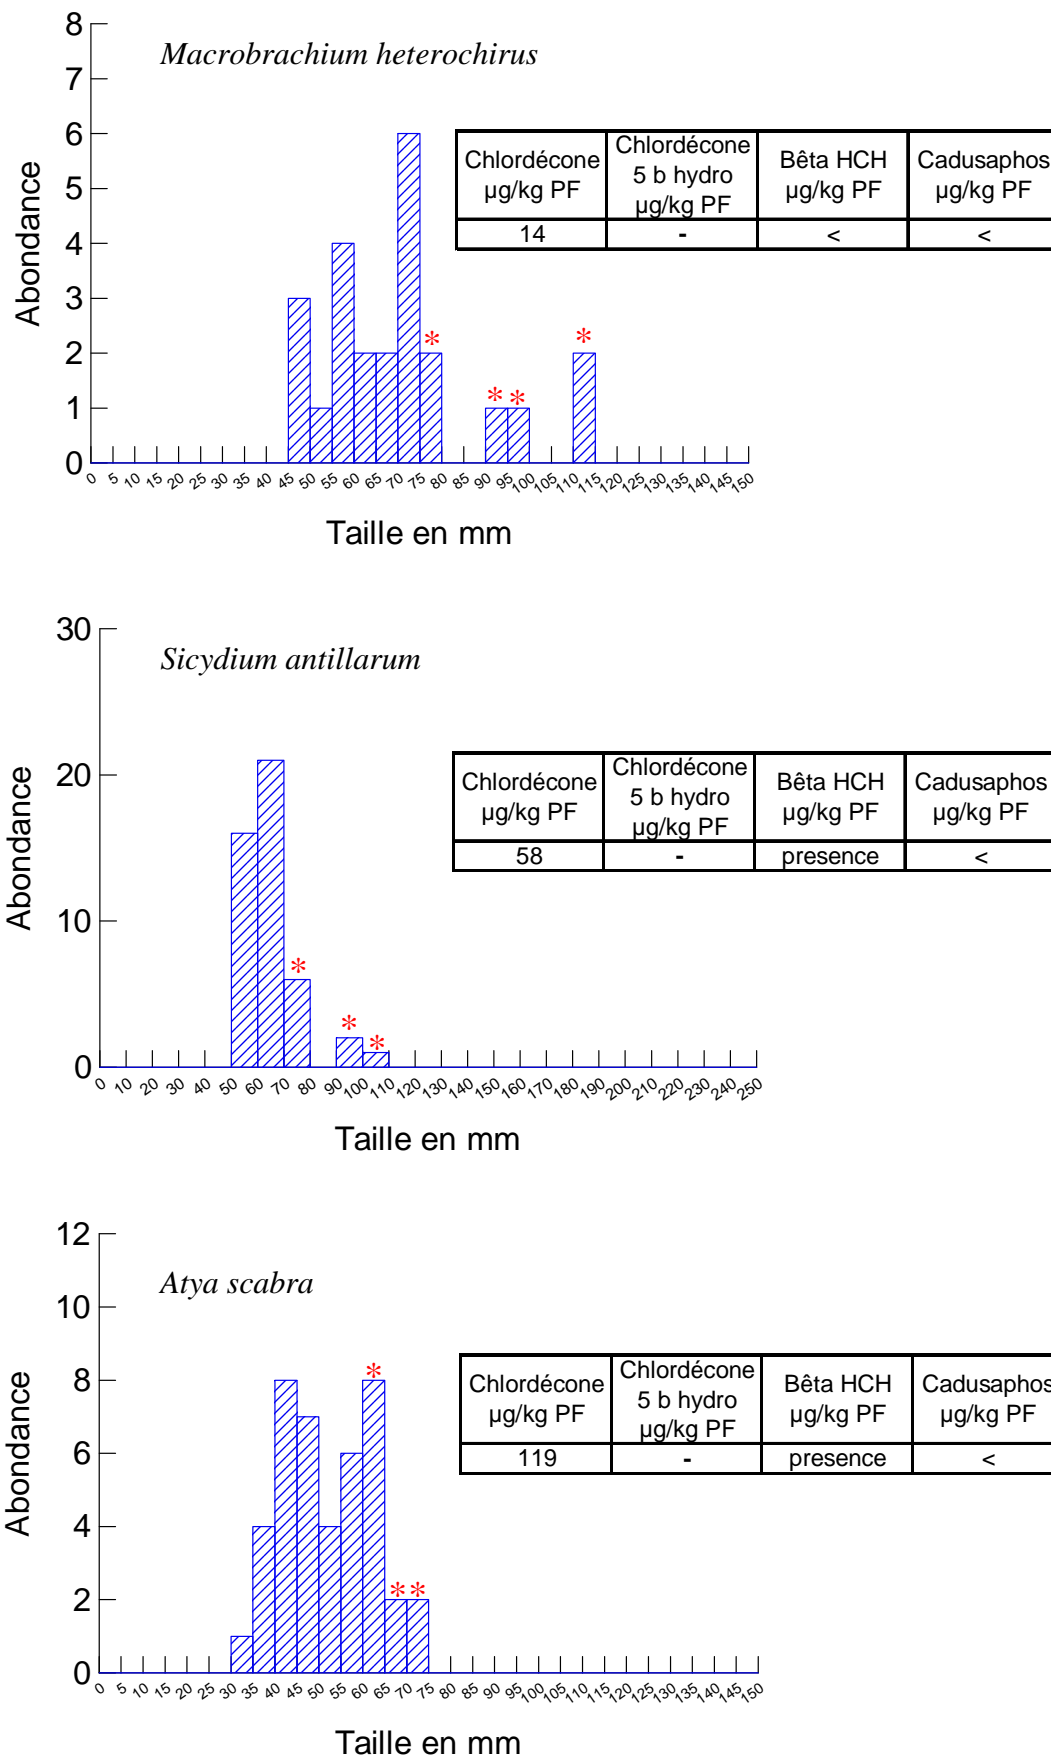 Macrobrachium heterochirus
8
7
6
5
4
3
2
1
0
Abondance
Chlordécone µg/kg PF
Chlordécone 5 b hydro µg/kg PF
Bêta HCH µg/kg PF
Cadusaphos µg/kg PF
14 - < <
* * * *
0 5 10 15 20 25 30 35 40 45 50 55 60 65 70 75 80 85 90 95 100 105 110 115 120 125 130 135 140 145 150
Taille en mm
Sicydium antillarum
30
20
10
0
Abondance
Chlordécone µg/kg PF
Chlordécone 5 b hydro µg/kg PF
Bêta HCH µg/kg PF
Cadusaphos µg/kg PF
58 - presence <
* * *
0 10 20 30 40 50 60 70 80 90 100 110 120 130 140 150 160 170 180 190 200 210 220 230 240 250
Taille en mm
Atya scabra
12
10
8
6
4
2
0
Abondance
Chlordécone µg/kg PF
Chlordécone 5 b hydro µg/kg PF
Bêta HCH µg/kg PF
Cadusaphos µg/kg PF
119 - presence <
* * *
0 5 10 15 20 25 30 35 40 45 50 55 60 65 70 75 80 85 90 95 100 105 110 115 120 125 130 135 140 145 150
Taille en mm